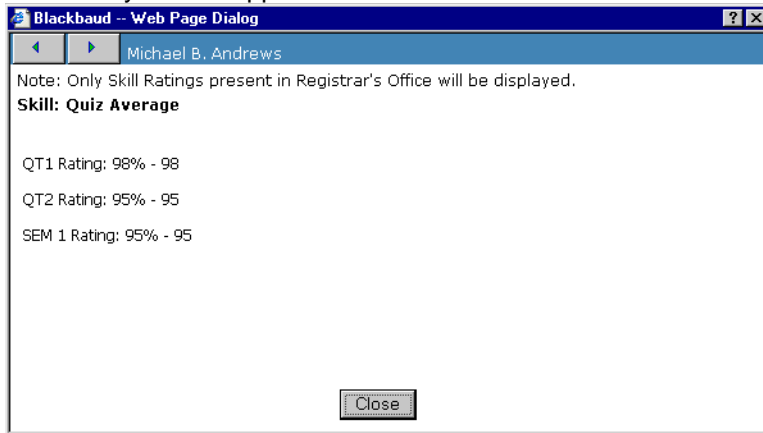 Blackbaud -- Web Page Dialog
Michael B. Andrews
Note: Only Skill Ratings present in Registrar's Office will be displayed.
Skill: Quiz Average
QT1 Rating: 98% - 98
QT2 Rating: 95% - 95
SEM 1 Rating: 95% - 95
Close